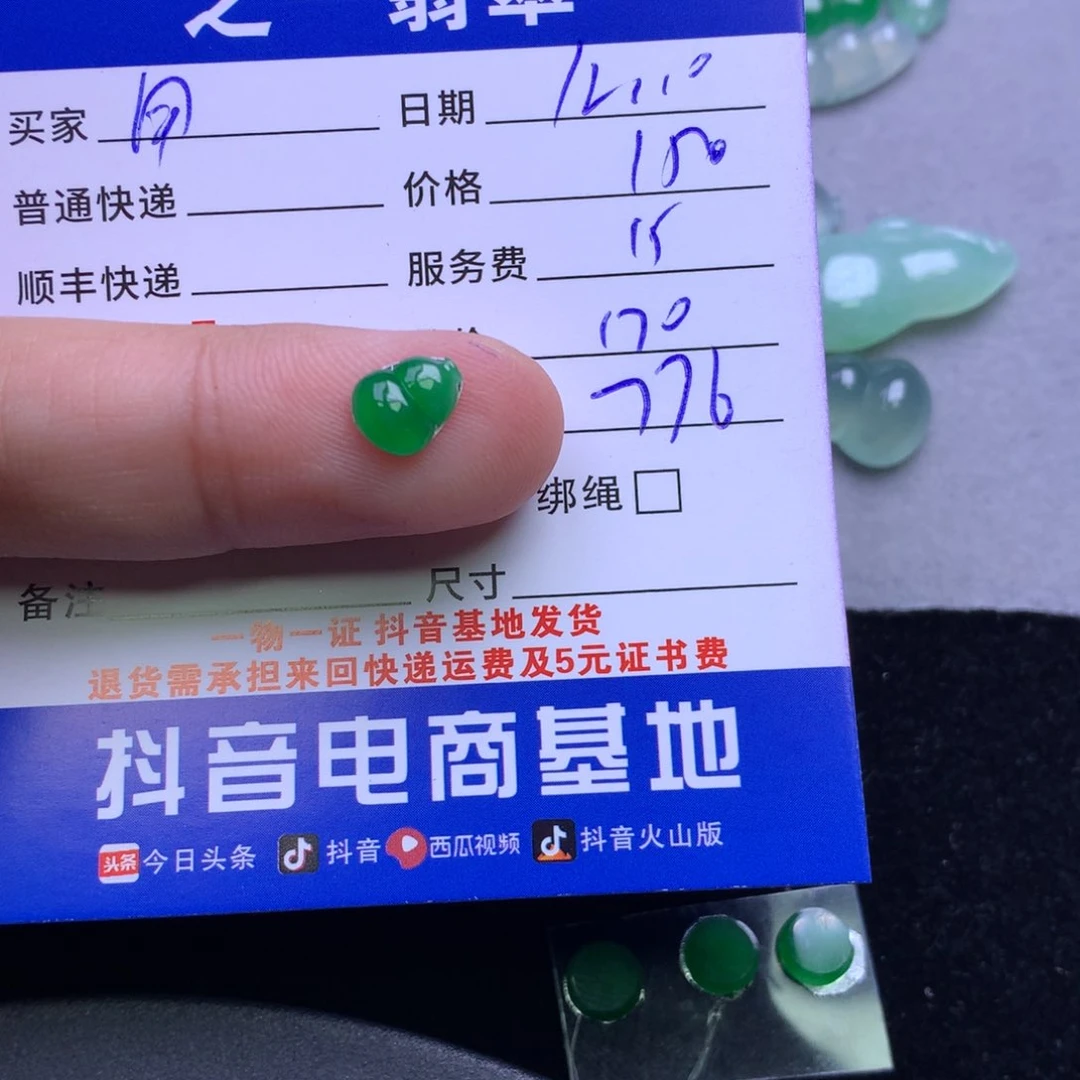 之 翡翠
买家 日期 12.10
普通快递 价格 150
顺丰快递 服务费 15
170
776
绑绳
备注 尺寸
一物一证 抖音基地发货
退货需承担来回快递运费及5元证书费
抖音电商基地
头条 今日头条 抖音 西瓜视频 抖音火山版